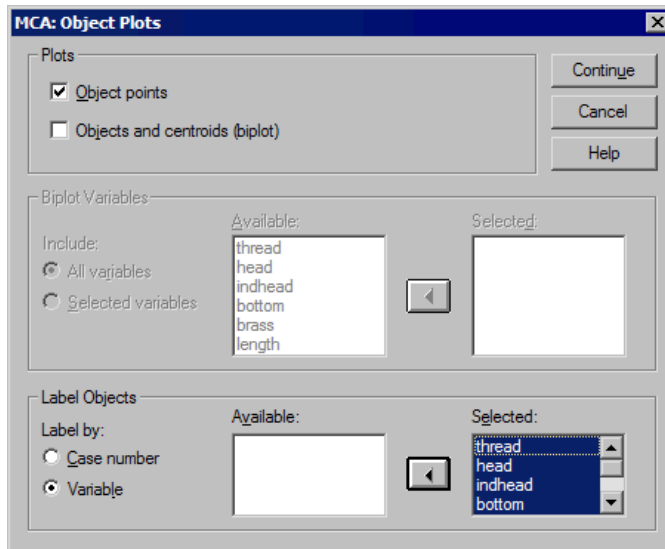 MCA: Object Plots
Plots
Object points
Objects and centroids (biplot)
Continue
Cancel
Help
Biplot Variables
Include:
All variables
Selected variables
Available:
thread
head
indhead
bottom
brass
length
Selected:
Label Objects
Label by:
Case number
Variable
Available:
Selected:
thread
head
indhead
bottom